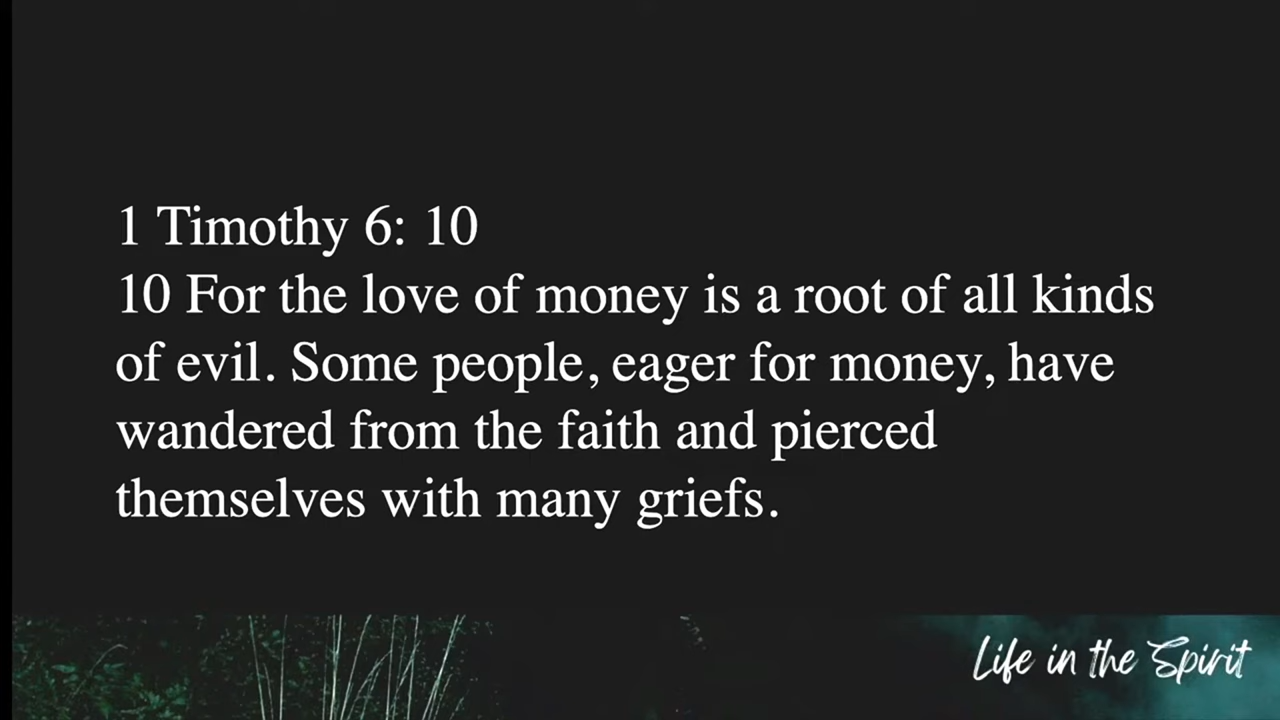 1 Timothy 6: 10
10 For the love of money is a root of all kinds
of evil. Some people, eager for money, have
wandered from the faith and pierced
themselves with many griefs.
Life in the Spirit